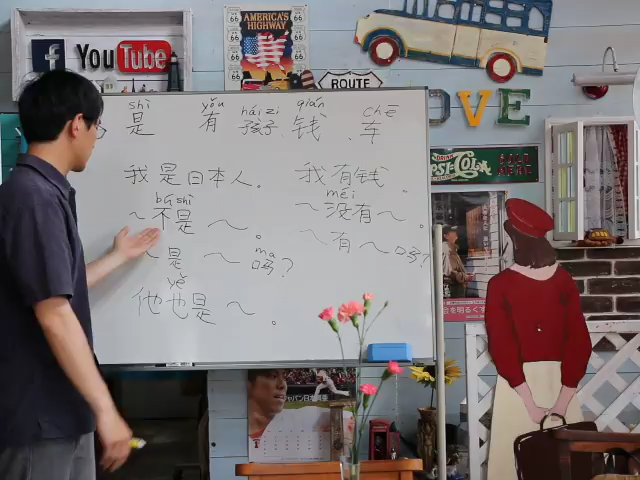 f YouTube
AMERICA'S
HIGHWAY
66
ROUTE
OVE
shì yǒu háizi qián chē
是 有 孩子 钱 车
我是日本人。 我有钱。
bú shì méi
~不是~。 ~没有~。
ma
~是~吗? ~有~吗?
yě
他也是~。